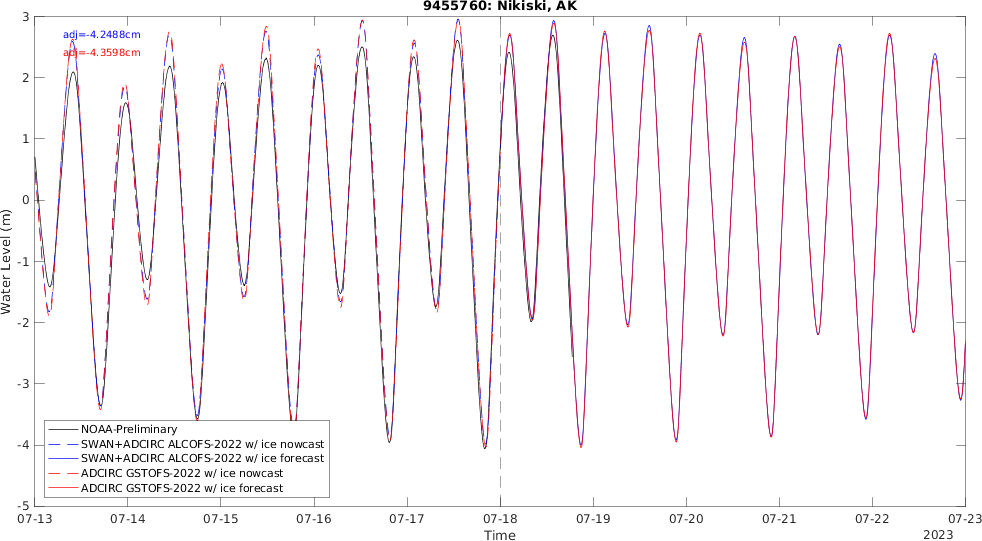 9455760: Nikiski, AK
adj=-4.2488cm
adj=-4.3598cm
3
2
1
0
-1
-2
-3
-4
-5
Water Level (m)
NOAA-Preliminary
SWAN+ADCIRC ALCOFS-2022 w/ ice nowcast
SWAN+ADCIRC ALCOFS-2022 w/ ice forecast
ADCIRC GSTOFS-2022 w/ ice nowcast
ADCIRC GSTOFS-2022 w/ ice forecast
07-13 07-14 07-15 07-16 07-17 07-18 07-19 07-20 07-21 07-22 07-23
Time
2023